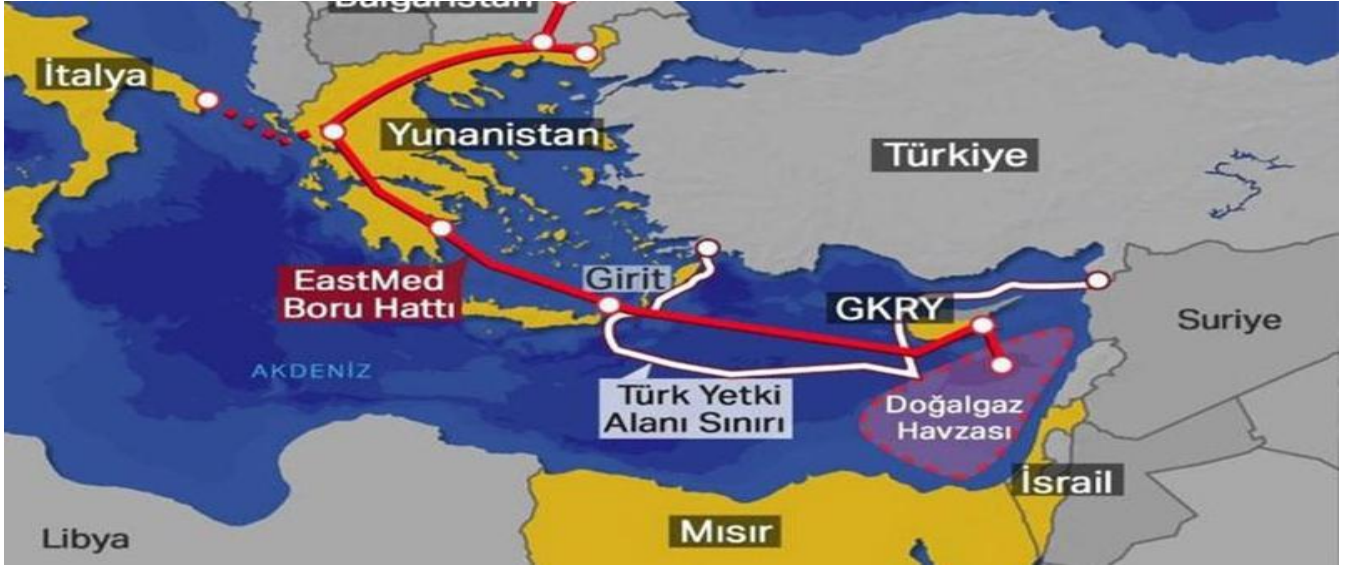 Bulgaristan
İtalya
Yunanistan
Türkiye
EastMed
Boru Hattı
Girit
GKRY
Suriye
AKDENİZ
Türk Yetki
Alanı Sınırı
Doğalgaz
Havzası
İsrail
Mısır
Libya